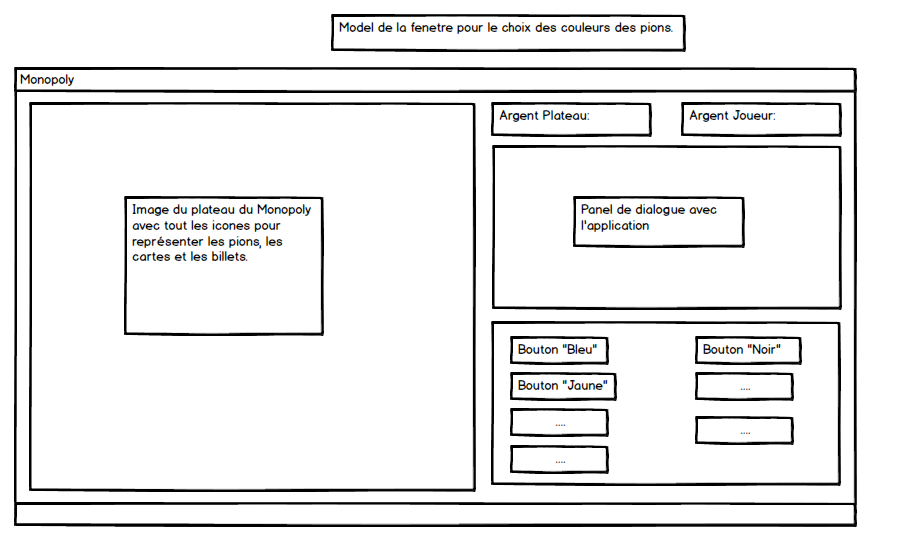 Model de la fenetre pour le choix des couleurs des pions.
Monopoly
Argent Plateau:
Argent Joueur:
Image du plateau du Monopoly
avec tout les icones pour
représenter les pions, les
cartes et les billets.
Panel de dialogue avec
l'application
Bouton "Bleu"
Bouton "Noir"
Bouton "Jaune"
....
....
....
....